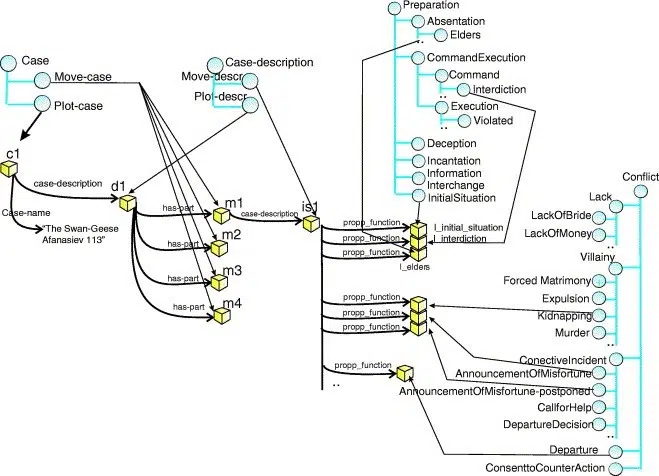 Preparation
Absentation
Elders
..
CommandExecution
Command
Interdiction
..
Execution
Violated
..
Deception
Incantation
Information
Interchange
InitialSituation
Case
Move-case
Plot-case
Case-description
Move-descr
Plot-descr
c1
case-description
d1
Case-name
"The Swan-Geese
Afanasiev 113"
has-part
m1
has-part
m2
has-part
m3
has-part
m4
case-description
is1
propp_function
I_initial_situation
propp_function
I_interdiction
propp_function
I_elders
propp_function
propp_function
propp_function
propp_function
..
Conflict
Lack
LackOfBride
LackOfMoney
..
Villainy
Forced Matrimony
Expulsion
Kidnapping
Murder
..
ConectiveIncident
AnnouncementOfMisfortune
AnnouncementOfMisfortune-postponed
CallforHelp
DepartureDecision
..
Departure
ConsenttoCounterAction